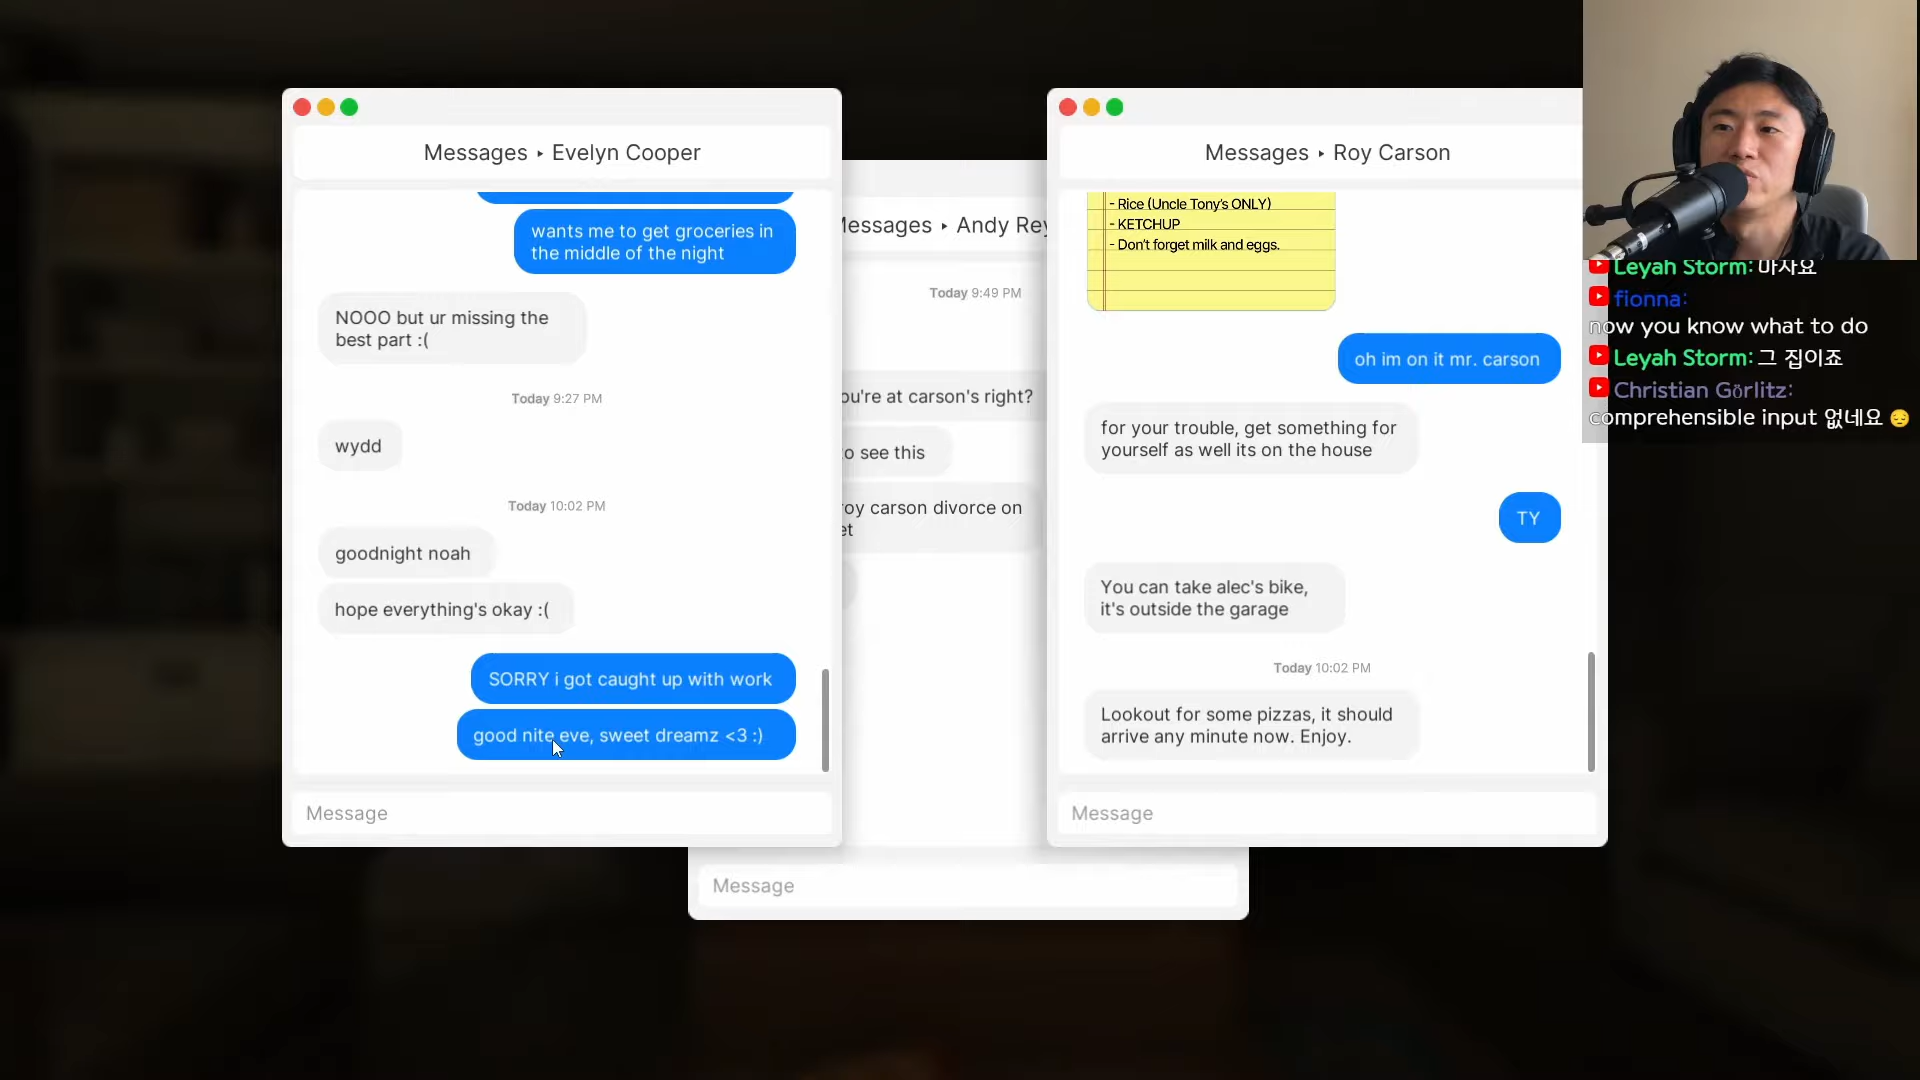 Messages ▸ Evelyn Cooper
wants me to get groceries in
the middle of the night
NOOO but ur missing the
best part :(
Today 9:27 PM
wydd
Today 10:02 PM
goodnight noah
hope everything's okay :(
SORRY i got caught up with work
good nite eve, sweet dreamz <3 :)
Message
Messages ▸ Andy Rey
Today 9:49 PM
ou're at carson's right?
o see this
roy carson divorce on
et
Message
Messages ▸ Roy Carson
- Rice (Uncle Tony's ONLY)
- KETCHUP
- Don't forget milk and eggs.
oh im on it mr. carson
for your trouble, get something for
yourself as well its on the house
TY
You can take alec's bike,
it's outside the garage
Today 10:02 PM
Lookout for some pizzas, it should
arrive any minute now. Enjoy.
Message
Leyah Storm: 마자요
fionna:
now you know what to do
Leyah Storm: 그 집이죠
Christian Görlitz:
comprehensible input 없네요 😔